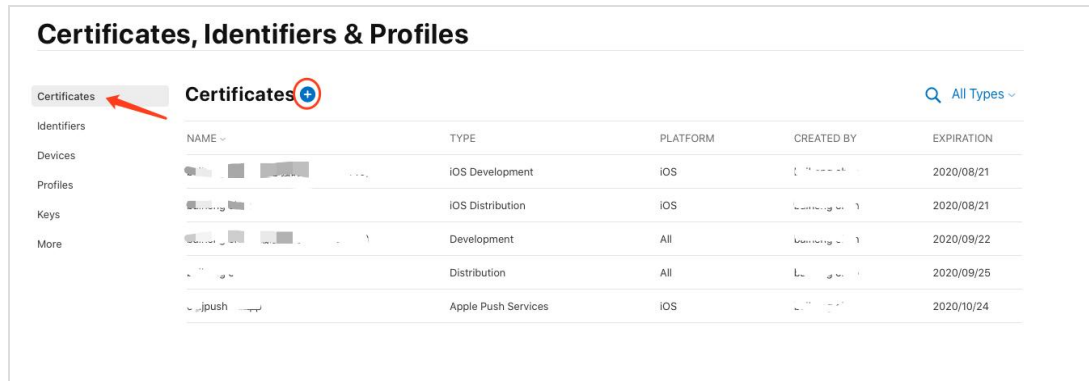 Certificates, Identifiers & Profiles
Certificates
Identifiers
Devices
Profiles
Keys
More
Certificates
All Types
NAME TYPE PLATFORM CREATED BY EXPIRATION
iOS Development iOS 2020/08/21
iOS Distribution iOS 2020/08/21
Development All 2020/09/22
Distribution All 2020/09/25
jpush Apple Push Services iOS 2020/10/24